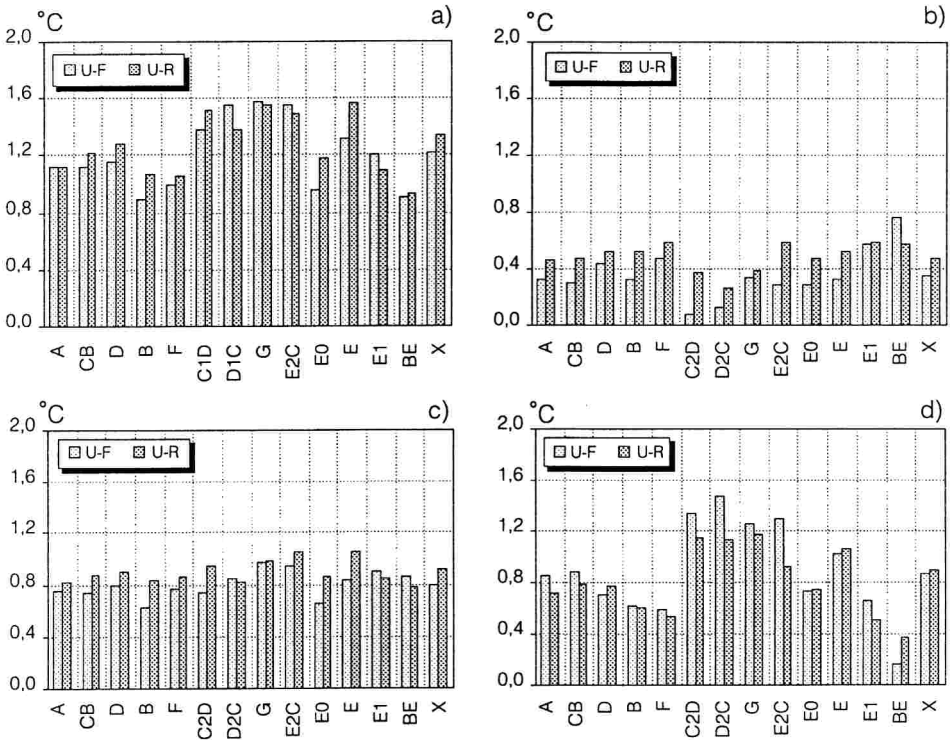 °C a)
2,0
U-F U-R
1,6
1,2
0,8
0,4
0,0
A CB D B F C1D D1C G E2C E0 E E1 BE X
°C b)
2,0
U-F U-R
1,6
1,2
0,8
0,4
0,0
A CB D B F C2D D2C G E2C E0 E E1 BE X
°C c)
2,0
U-F U-R
1,6
1,2
0,8
0,4
0,0
A CB D B F C2D D2C G E2C E0 E E1 BE X
°C d)
2,0
U-F U-R
1,6
1,2
0,8
0,4
0,0
A CB D B F C2D D2C G E2C E0 E E1 BE X